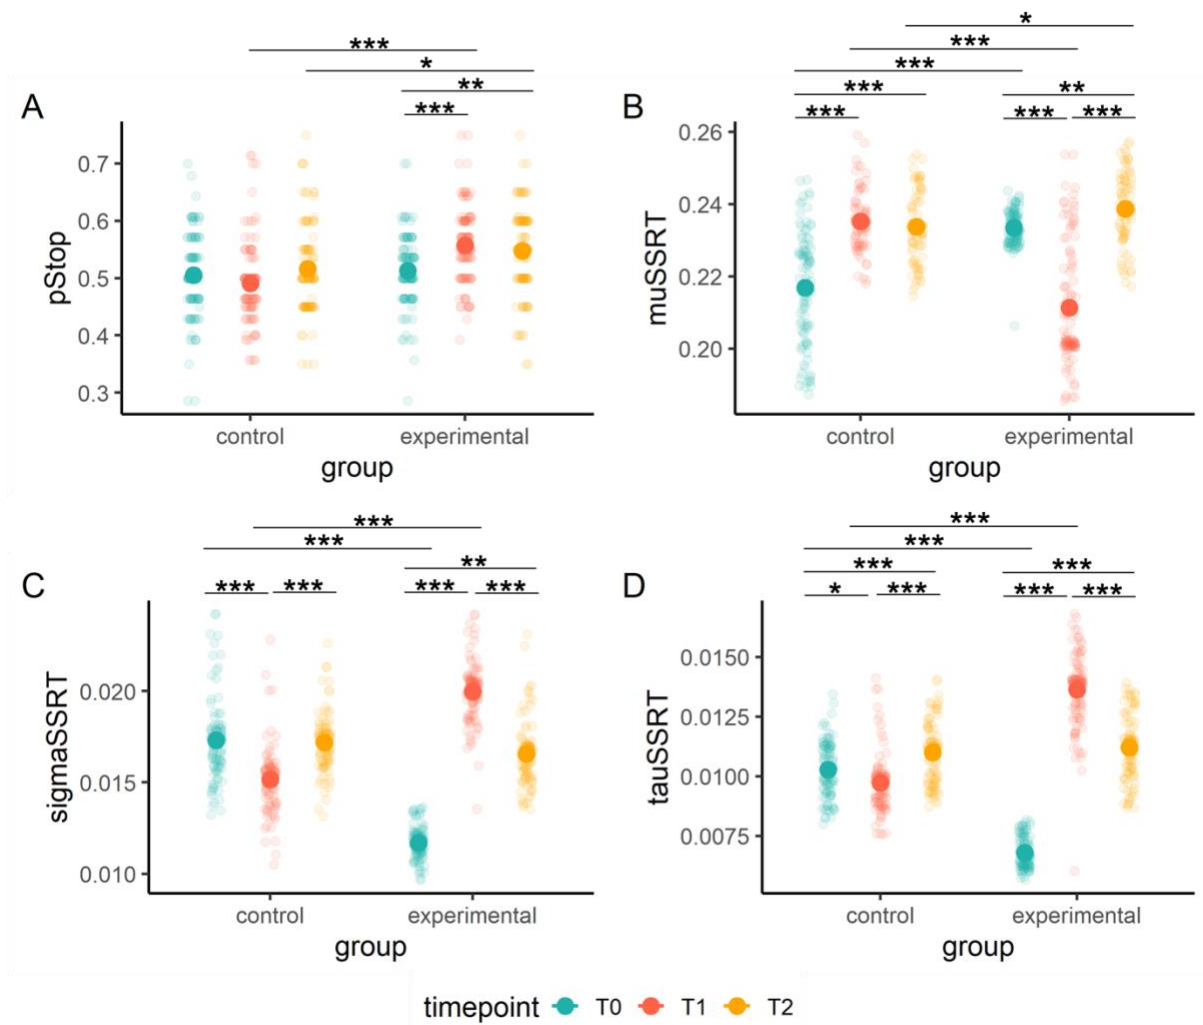 *
***
***
*
***
**
***
**
***
***
***
***
A
B
0.7
0.6
0.5
0.4
0.3
pStop
control
experimental
group
0.26
0.24
0.22
0.20
muSSRT
control
experimental
group
***
***
***
***
**
***
***
***
***
***
***
*
***
***
***
C
D
0.020
0.015
0.010
sigmaSSRT
control
experimental
group
0.0150
0.0125
0.0100
0.0075
tauSSRT
control
experimental
group
timepoint T0 T1 T2